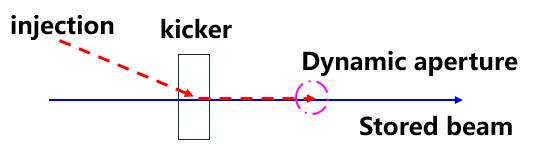 injection
kicker
Dynamic aperture
Stored beam